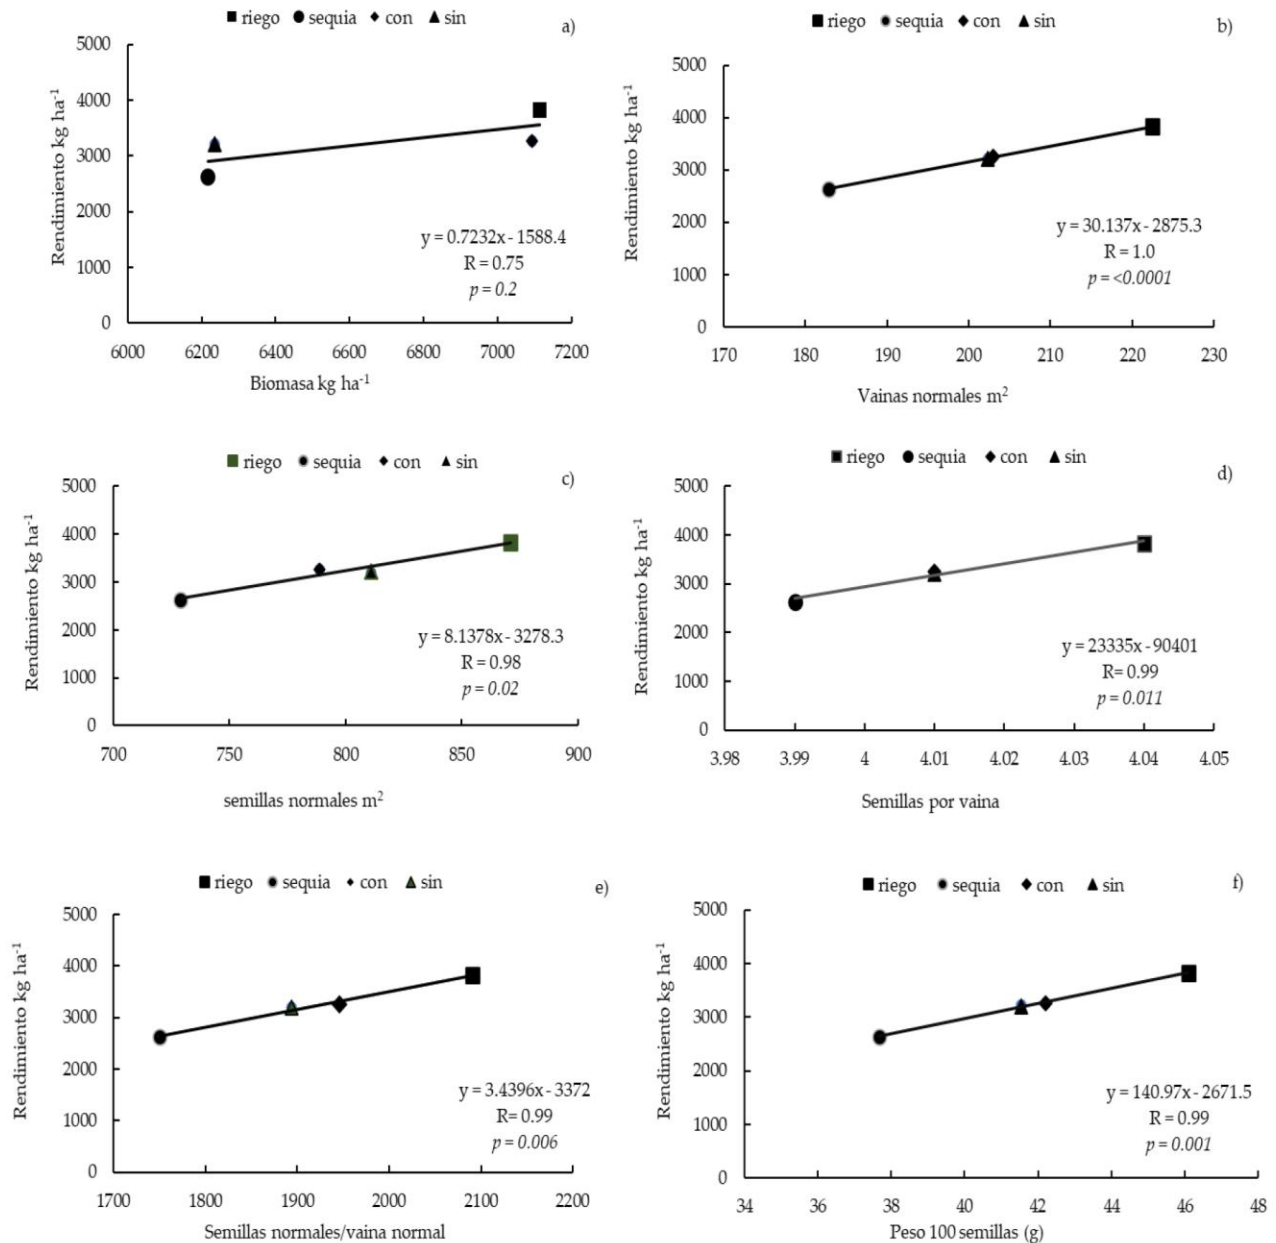 riego sequia con sin
a)
Rendimiento kg ha-1
5000
4000
3000
2000
1000
0
y = 0.7232x - 1588.4
R = 0.75
p = 0.2
6000 6200 6400 6600 6800 7000 7200
Biomasa kg ha-1
riego sequia con sin
b)
Rendimiento kg ha-1
5000
4000
3000
2000
1000
0
y = 30.137x - 2875.3
R = 1.0
p = <0.0001
170 180 190 200 210 220 230
Vainas normales m2
riego sequia con sin
c)
Rendimiento kg ha-1
5000
4000
3000
2000
1000
0
y = 8.1378x - 3278.3
R = 0.98
p = 0.02
700 750 800 850 900
semillas normales m2
riego sequia con sin
d)
Rendimiento kg ha-1
5000
4000
3000
2000
1000
0
y = 23335x - 90401
R= 0.99
p = 0.011
3.98 3.99 4 4.01 4.02 4.03 4.04 4.05
Semillas por vaina
riego sequia con sin
e)
Rendimiento kg ha-1
5000
4000
3000
2000
1000
0
y = 3.4396x - 3372
R= 0.99
p = 0.006
1700 1800 1900 2000 2100 2200
Semillas normales/vaina normal
riego sequia con sin
f)
Rendimiento kg ha-1
5000
4000
3000
2000
1000
0
y = 140.97x - 2671.5
R = 0.99
p = 0.001
34 36 38 40 42 44 46 48
Peso 100 semillas (g)